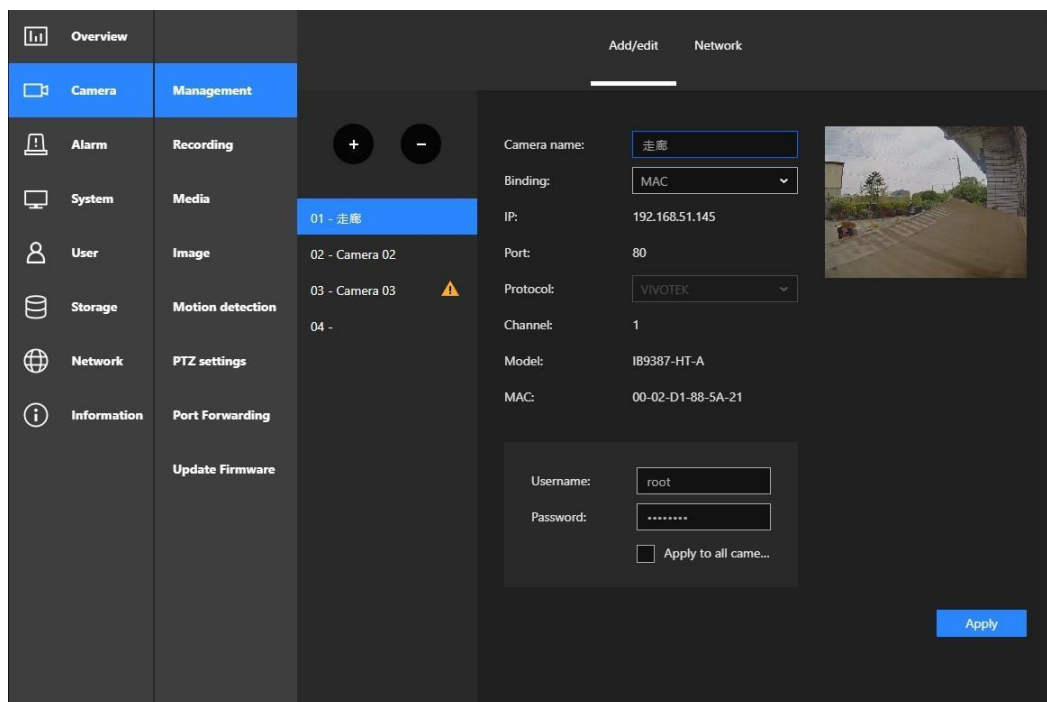 Overview
Camera
Alarm
System
User
Storage
Network
Information
Management
Recording
Media
Image
Motion detection
PTZ settings
Port Forwarding
Update Firmware
+ -
01 - 走廊
02 - Camera 02
03 - Camera 03
04 -
Add/edit Network
Camera name: 走廊
Binding: MAC
IP: 192.168.51.145
Port: 80
Protocol: VIVOTEK
Channel: 1
Model: IB9387-HT-A
MAC: 00-02-D1-88-5A-21
Username: root
Password: ••••••••
Apply to all came...
Apply